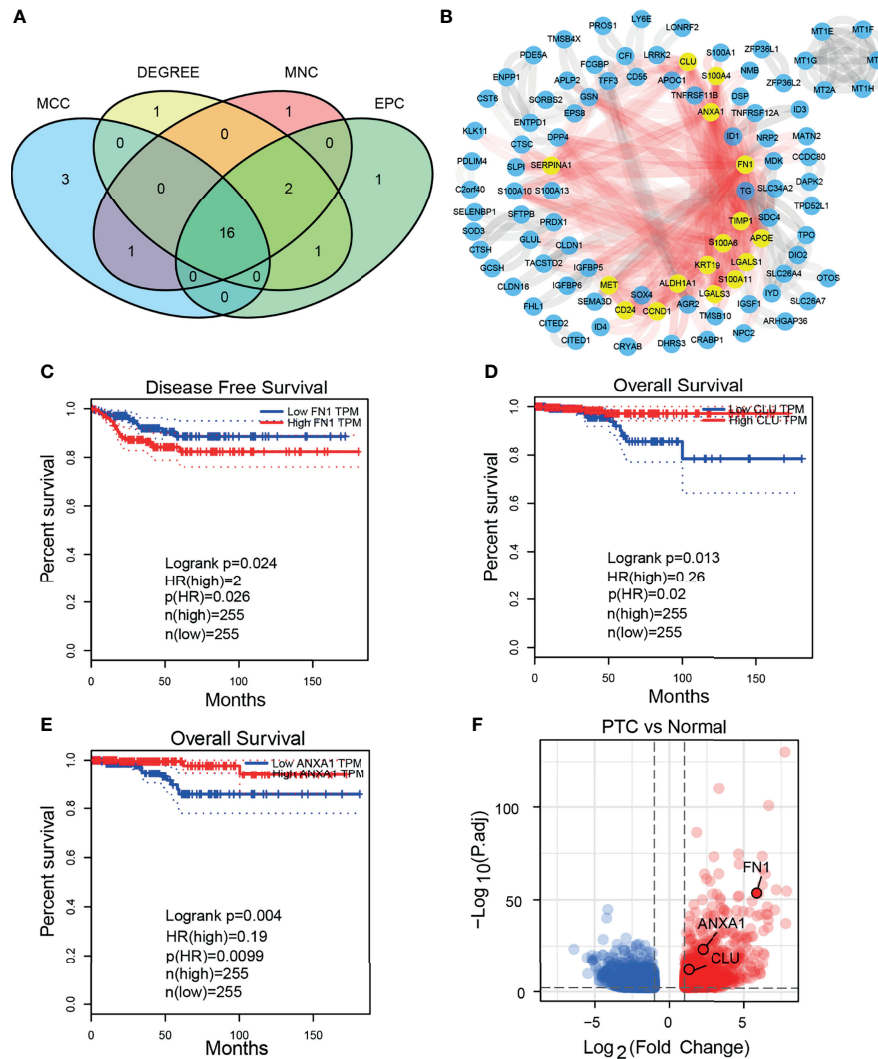 A
DEGREE
MNC
MCC
EPC
1
1
0
0
0
3
0
2
1
16
1
1
0
0
0
B
LY6E
PROS1
LONRF2
TMSB4X
MT1E
MT1F
CFI
LRRK2
CLU
S100A1
ZFP36L1
PDE5A
FCGBP
MT1G
ENPP1
APLP2
TFF3
CD55
APOC1
S100A4
NMB
ZFP36L2
MT2A
MT1H
CST6
SORBS2
GSN
TNFRSF11B
DSP
EPS8
ANXA1
TNFRSF12A
ID3
KLK11
ENTPD1
DPP4
ID1
NRP2
MATN2
CTSC
PDLIM4
SLPI
SERPINA1
FN1
MDK
CCDC80
C2orf40
S100A10
S100A13
TG
SLC34A2
DAPK2
SELENBP1
SFTPB
TIMP1
SDC4
TPD52L1
SOD3
PRDX1
TPO
CTSH
GLUL
CLDN1
S100A6
APOE
DIO2
GCSH
TACSTD2
IGFBP5
KRT19
LGALS1
SLC26A4
OTOS
CLDN16
IGFBP6
MET
ALDH1A1
S100A11
IYD
FHL1
SEMA3D
SOX4
LGALS3
IGSF1
SLC26A7
CITED2
ID4
CD24
CCND1
AGR2
TMSB10
ARHGAP36
CITED1
CRYAB
DHRS3
CRABP1
NPC2
C
Disease Free Survival
Low FN1 TPM
High FN1 TPM
Percent survival
1.0
0.8
0.6
0.4
0.2
0.0
Logrank p=0.024
HR(high)=2
p(HR)=0.026
n(high)=255
n(low)=255
0 50 100 150
Months
D
Overall Survival
Low CLU TPM
High CLU TPM
Percent survival
1.0
0.8
0.6
0.4
0.2
0.0
Logrank p=0.013
HR(high)=0.26
p(HR)=0.02
n(high)=255
n(low)=255
0 50 100 150
Months
E
Overall Survival
Low ANXA1 TPM
High ANXA1 TPM
Percent survival
1.0
0.8
0.6
0.4
0.2
0.0
Logrank p=0.004
HR(high)=0.19
p(HR)=0.0099
n(high)=255
n(low)=255
0 50 100 150
Months
F
PTC vs Normal
−Log10(P.adj)
100
50
0
FN1
ANXA1
CLU
−5 0 5
Log2(Fold Change)